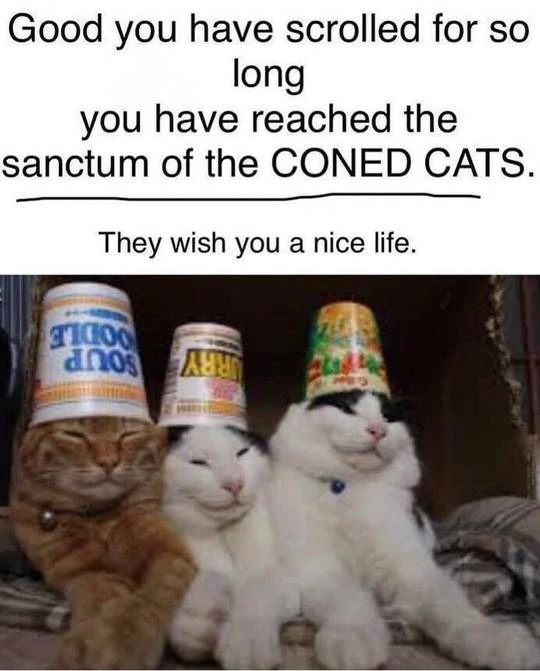 Good you have scrolled for so
long
you have reached the
sanctum of the CONED CATS.
They wish you a nice life.
NOODLE
SOUP
URRY